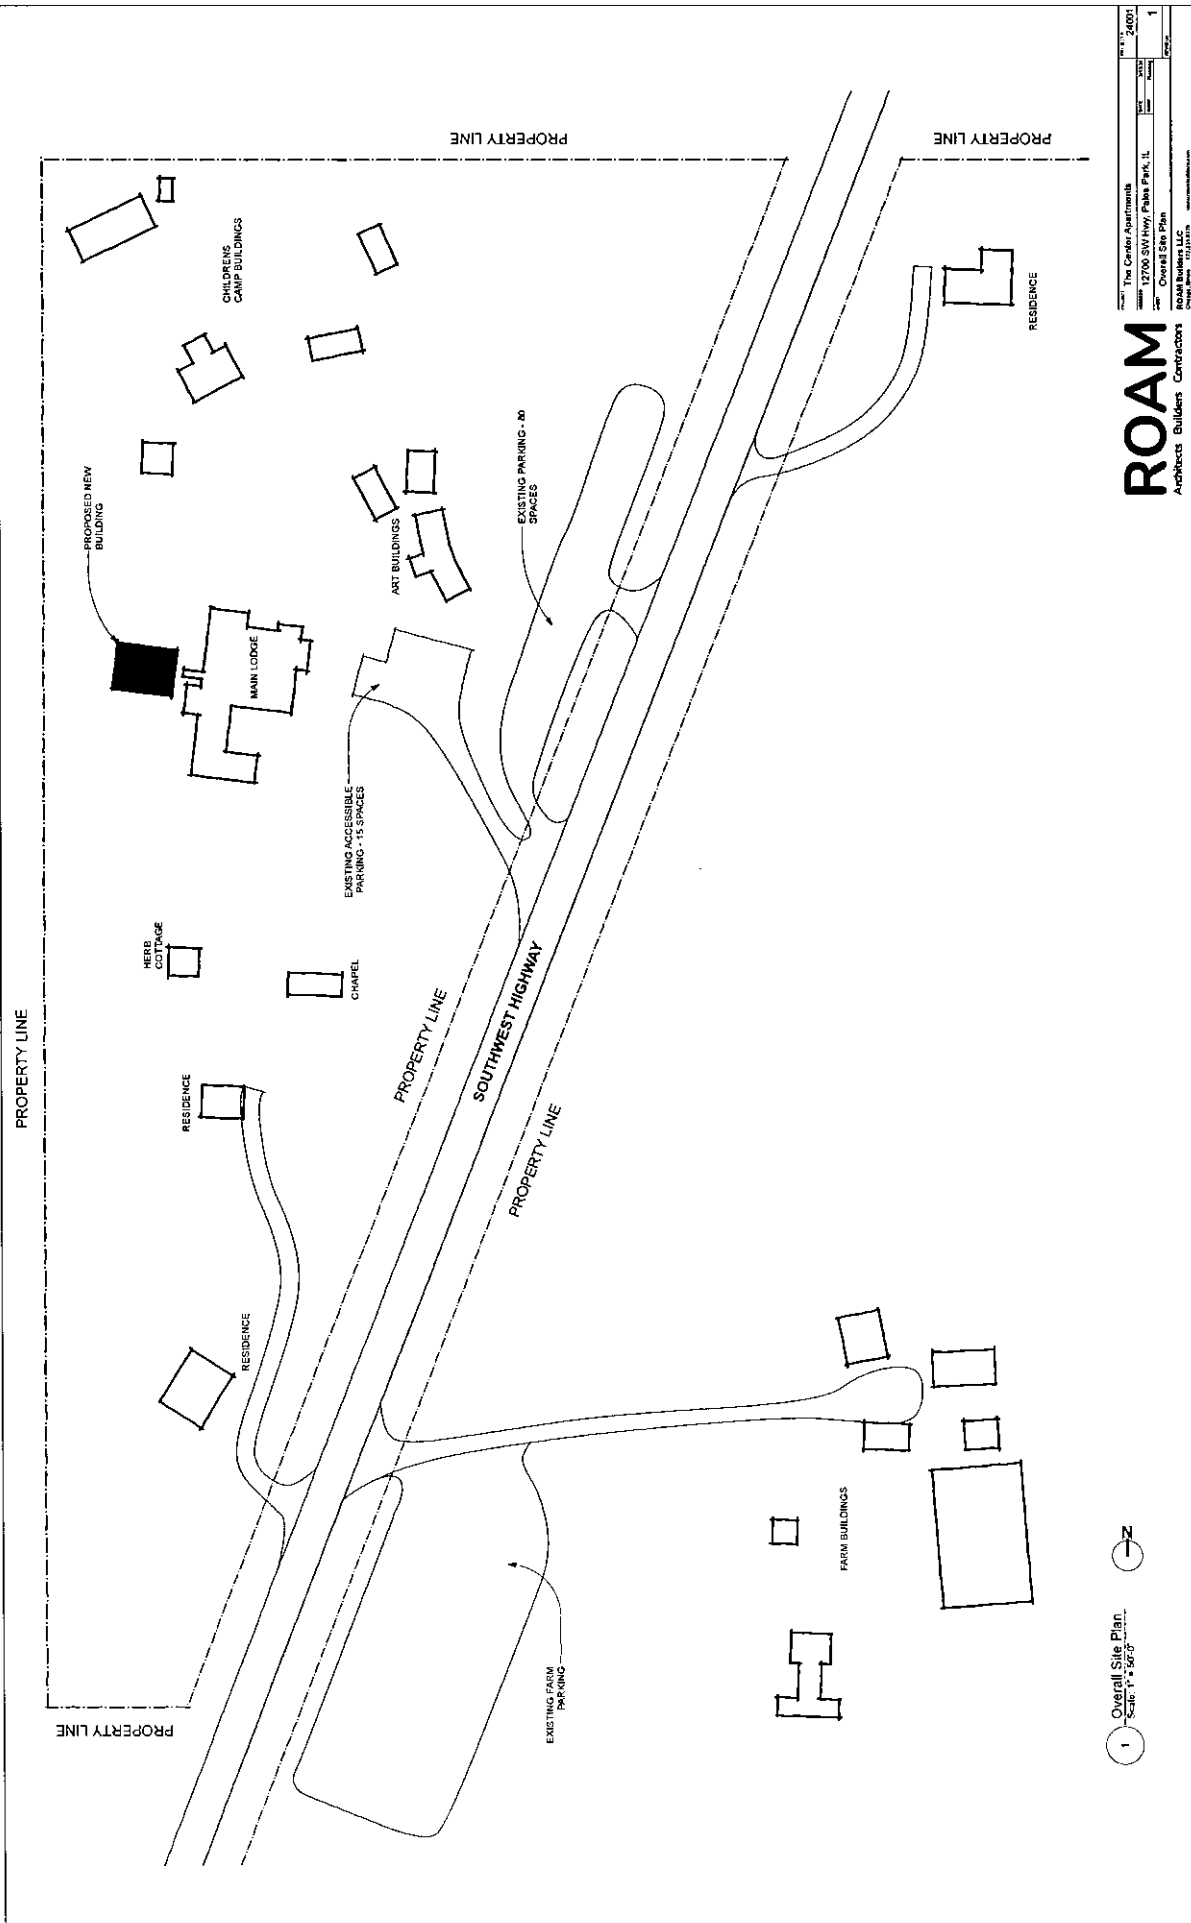 PROPERTY LINE
PROPERTY LINE
PROPERTY LINE
PROPERTY LINE
PROPERTY LINE
PROPERTY LINE
RESIDENCE
RESIDENCE
HERB
COTTAGE
CHAPEL
PROPOSED NEW
BUILDING
MAIN LODGE
CHILDRENS
CAMP BUILDINGS
ART BUILDINGS
EXISTING ACCESSIBLE
PARKING - 15 SPACES
EXISTING PARKING - 80
SPACES
SOUTHWEST HIGHWAY
EXISTING FARM
PARKING
FARM BUILDINGS
RESIDENCE
1
Overall Site Plan
Scale: 1" = 50'-0"
N
ROAM
Architects Builders Contractors
The Center Apartments
24001
12700 SW Hwy, Palos Park, IL
Overall Site Plan
1
ROAM Builders LLC